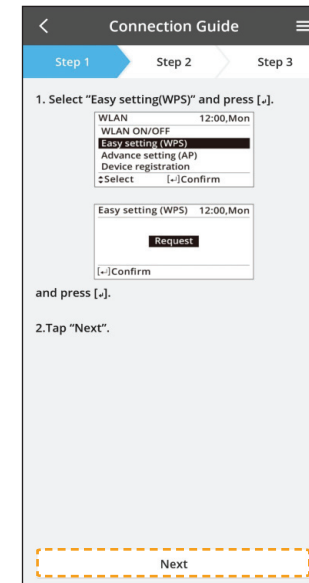 Connection Guide
Step 1 Step 2 Step 3
1. Select “Easy setting(WPS)” and press [↲].
WLAN 12:00,Mon
WLAN ON/OFF
Easy setting (WPS)
Advance setting (AP)
Device registration
Select [↲]Confirm
Easy setting (WPS) 12:00,Mon
Request
[↲]Confirm
and press [↲].
2.Tap “Next”.
Next